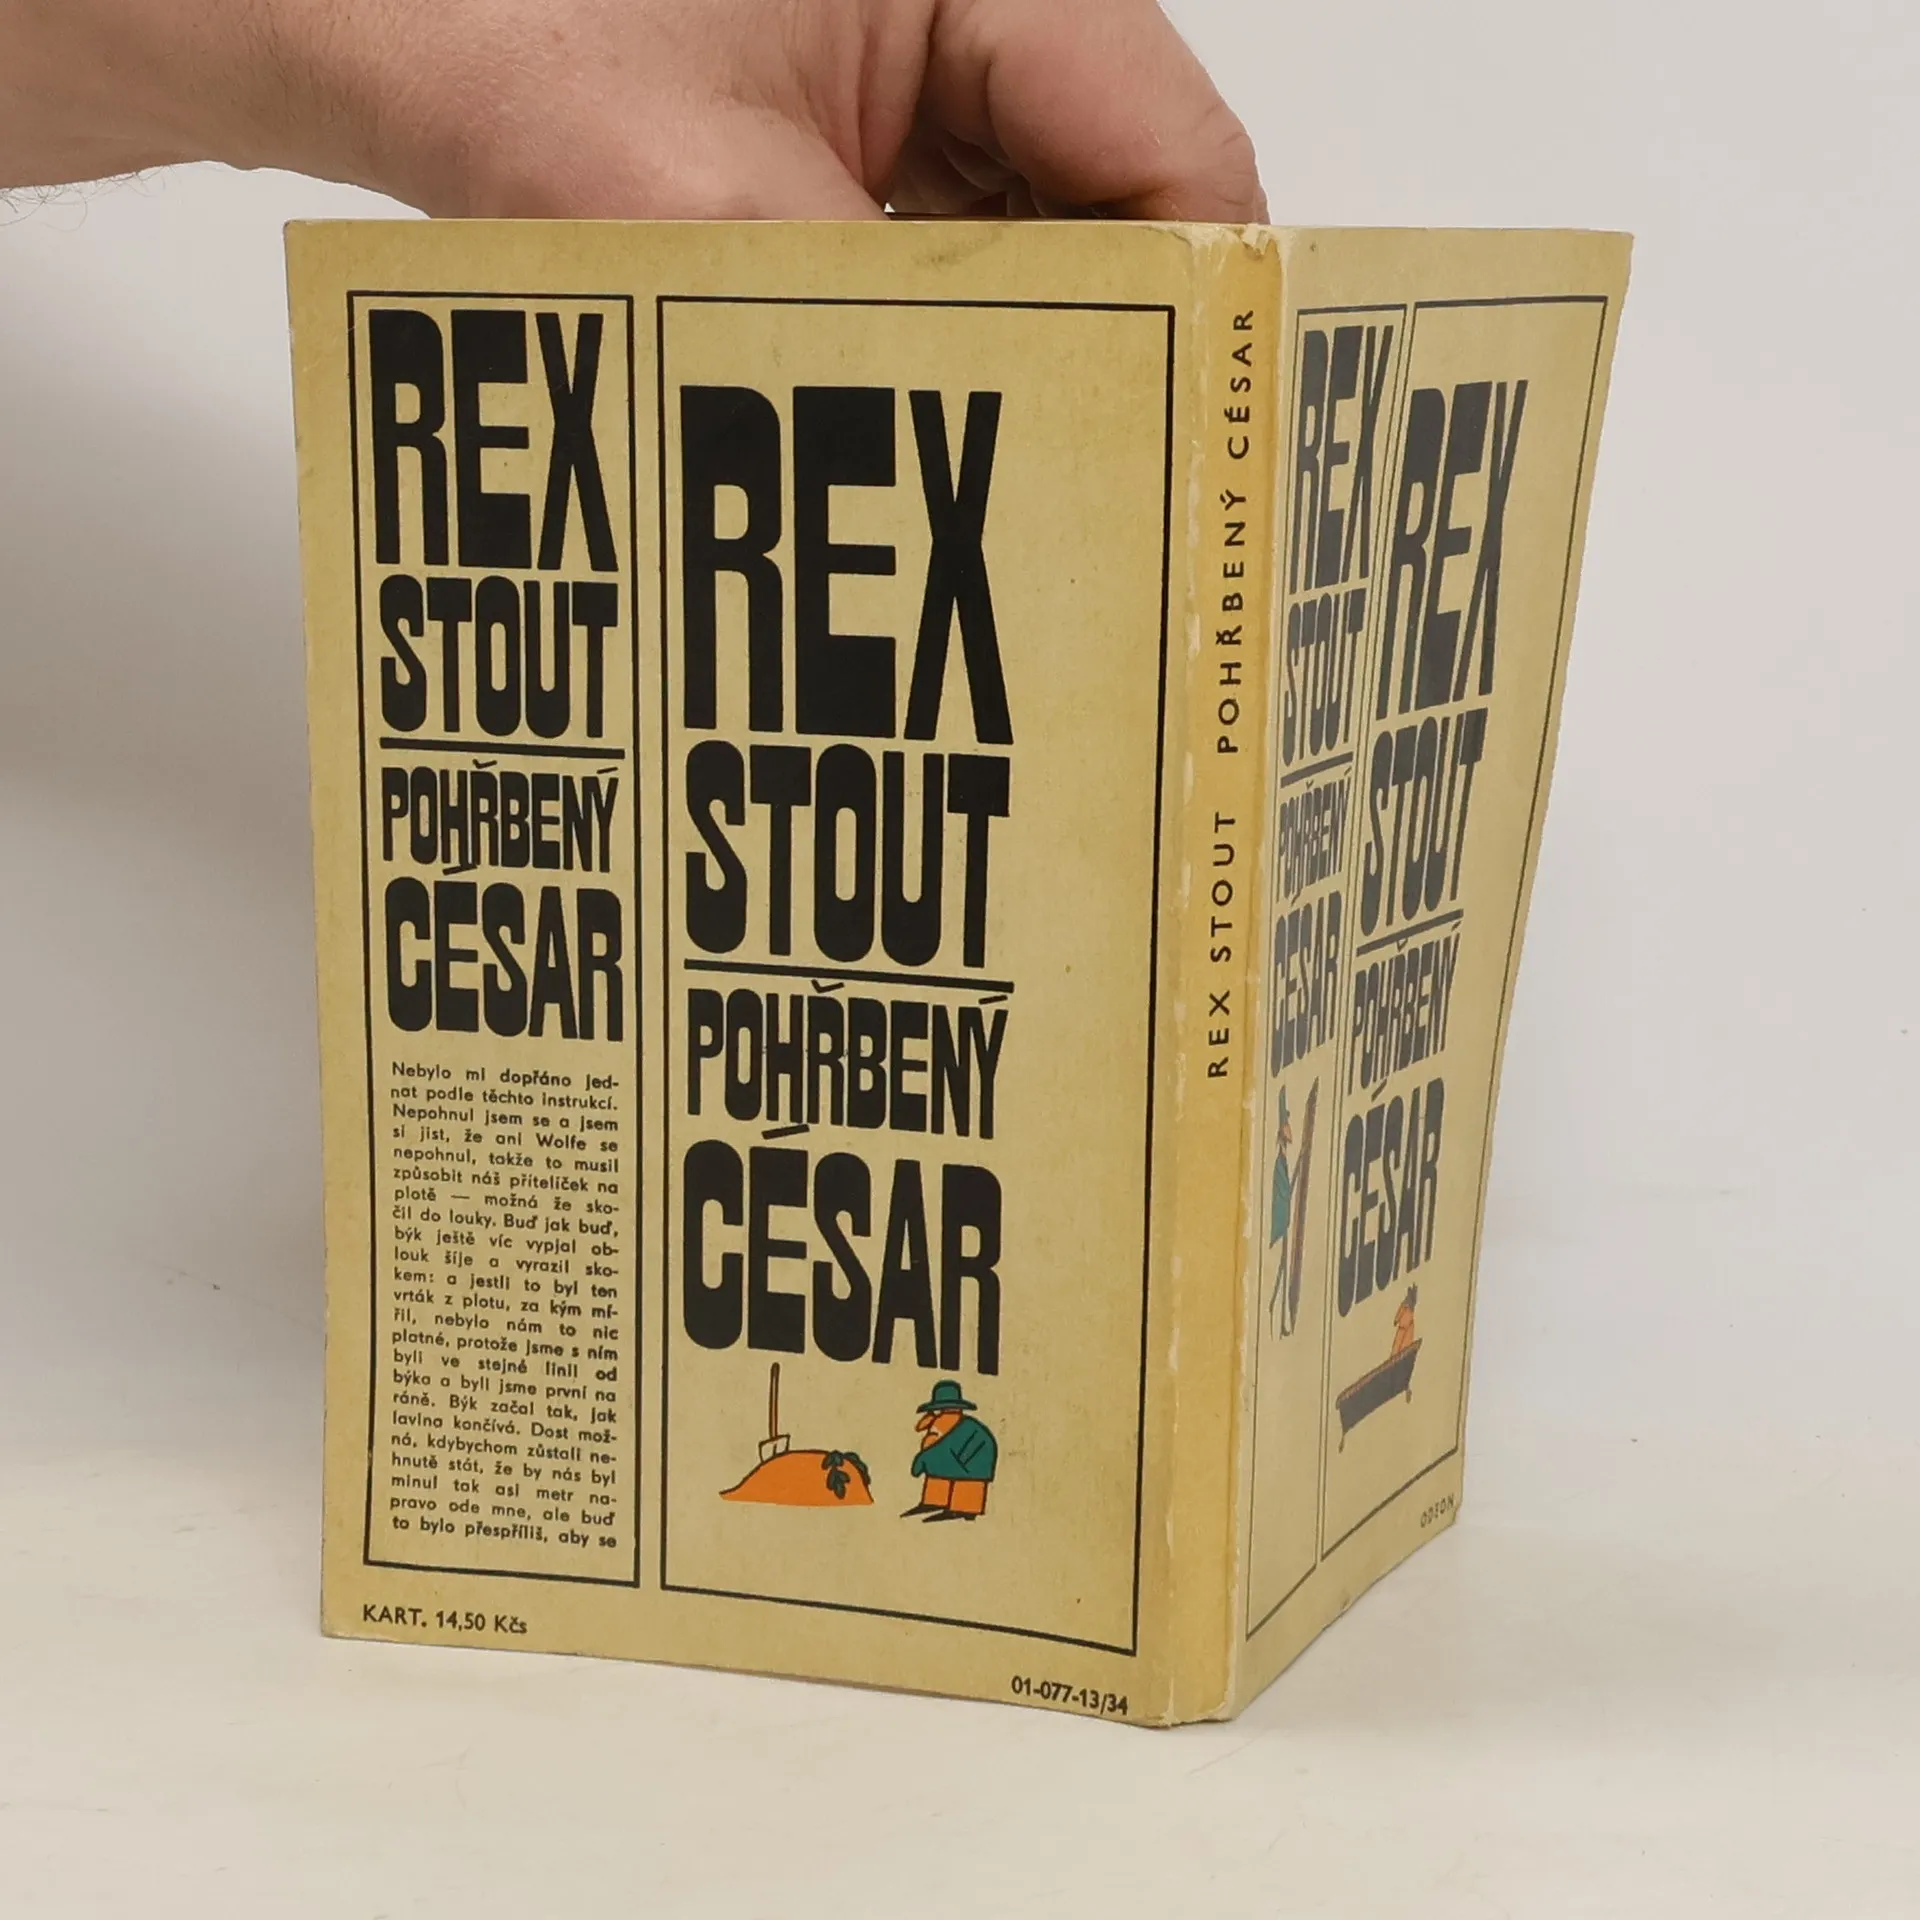 REX
STOUT
POHŘBENÝ
CÉSAR
Nebylo mi dopřáno jed-
nat podle těchto instrukcí.
Nepohnul jsem se a jsem
si jist, že ani Wolfe se
nepohnul, takže to musil
způsobit náš přítelíček na
plotě — možná že sko-
čil do louky. Buď jak buď,
býk ještě víc vypjal ob-
louk šíje a vyrazil sko-
kem: a jestli to byl ten
vrták z plotu, za kým mí-
řil, nebylo nám to nic
platné, protože jsme s ním
byli ve stejné linii od
býka a byli jsme první na
ráně. Býk začal tak, jak
lavina končívá. Dost mož-
ná, kdybychom zůstali ne-
hnutě stát, že by nás byl
minul tak asi metr na-
pravo ode mne, ale buď
to bylo přespříliš, aby se
KART. 14,50 Kčs
REX
STOUT
POHŘBENÝ
CÉSAR
01-077-13/34
REX STOUT POHŘBENÝ CÉSAR
REX
STOUT
POHŘBENÝ
CÉSAR
REX
STOUT
POHŘBENÝ
CÉSAR
ODEON